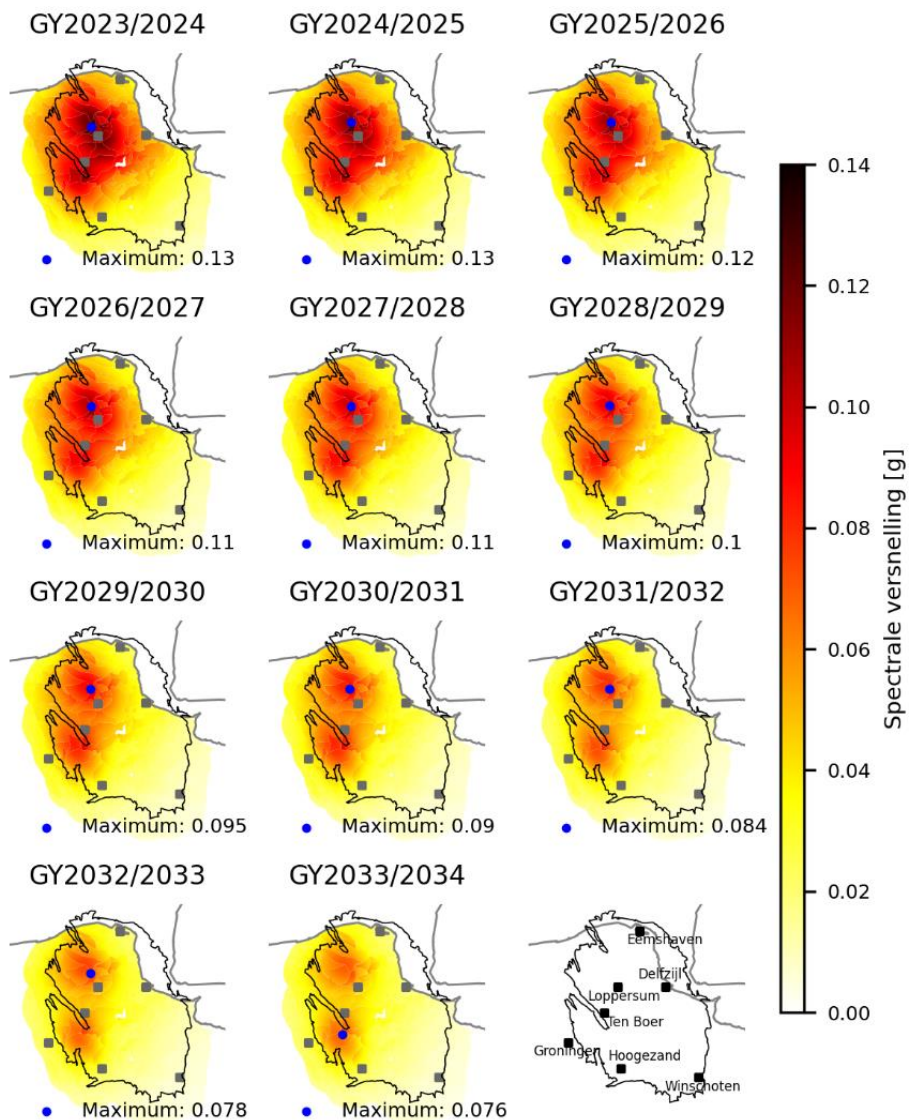 GY2023/2024
GY2024/2025
GY2025/2026
Maximum: 0.13
Maximum: 0.13
Maximum: 0.12
GY2026/2027
GY2027/2028
GY2028/2029
Maximum: 0.11
Maximum: 0.11
Maximum: 0.1
GY2029/2030
GY2030/2031
GY2031/2032
Maximum: 0.095
Maximum: 0.09
Maximum: 0.084
GY2032/2033
GY2033/2034
Maximum: 0.078
Maximum: 0.076
Eemshaven
Delfzijl
Loppersum
Ten Boer
Groningen
Hoogezand
Winschoten
0.14
0.12
0.10
0.08
0.06
0.04
0.02
0.00
Spectrale versnelling [g]